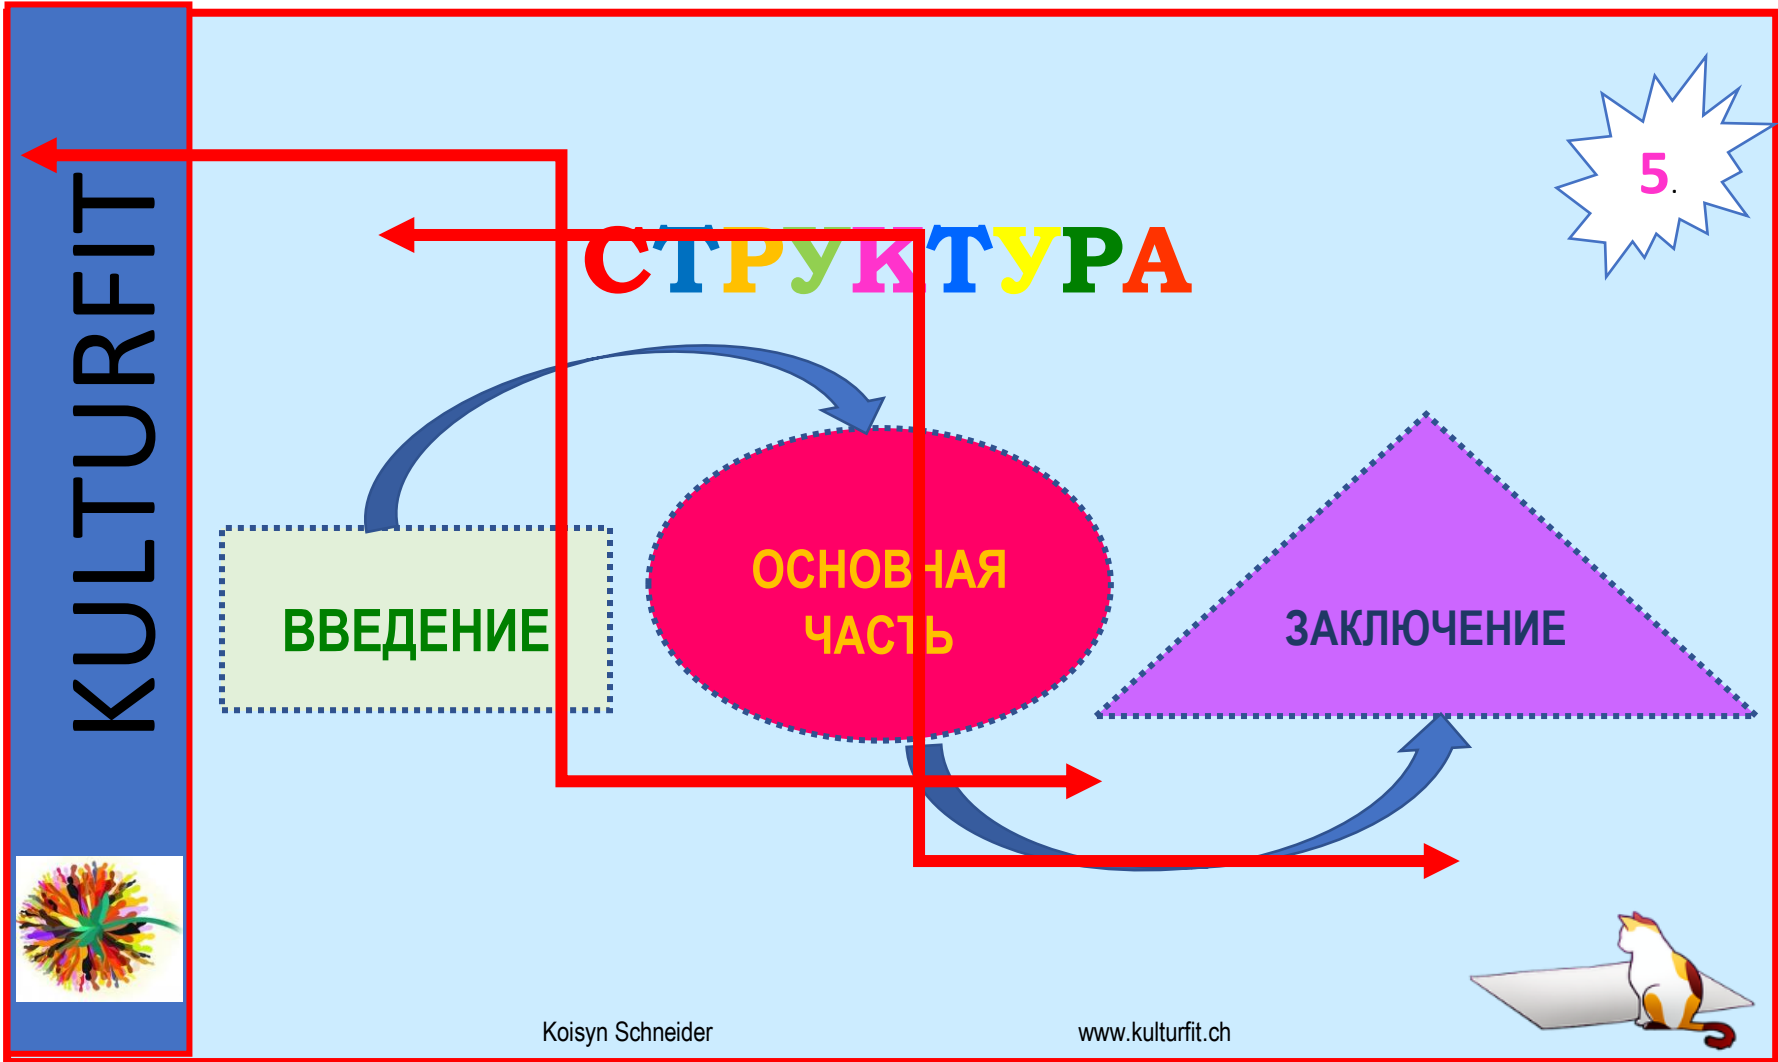 KULTURFIT
5.
СТРУКТУРА
ВВЕДЕНИЕ
ОСНОВНАЯ
ЧАСТЬ
ЗАКЛЮЧЕНИЕ
Koisyn Schneider
www.kulturfit.ch